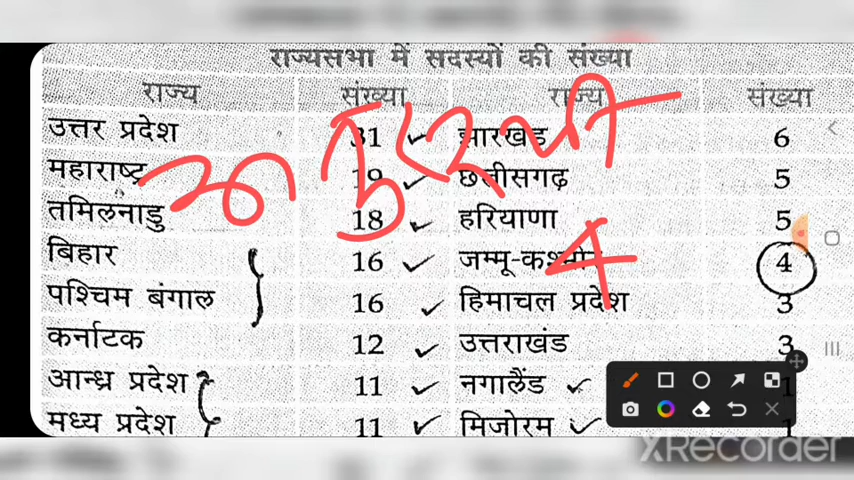 राज्यसभा में सदस्यों की संख्या
राज्य संख्या राज्य संख्या
उत्तर प्रदेश 31 झारखंड 6
महाराष्ट्र 19 छत्तीसगढ़ 5
तमिलनाडु 18 हरियाणा 5
बिहार 16 जम्मू-कश्मीर 4
पश्चिम बंगाल 16 हिमाचल प्रदेश 3
कर्नाटक 12 उत्तराखंड 3
आन्ध्र प्रदेश 11 नगालैंड 1
मध्य प्रदेश 11 मिजोरम 1
4
XRecorder